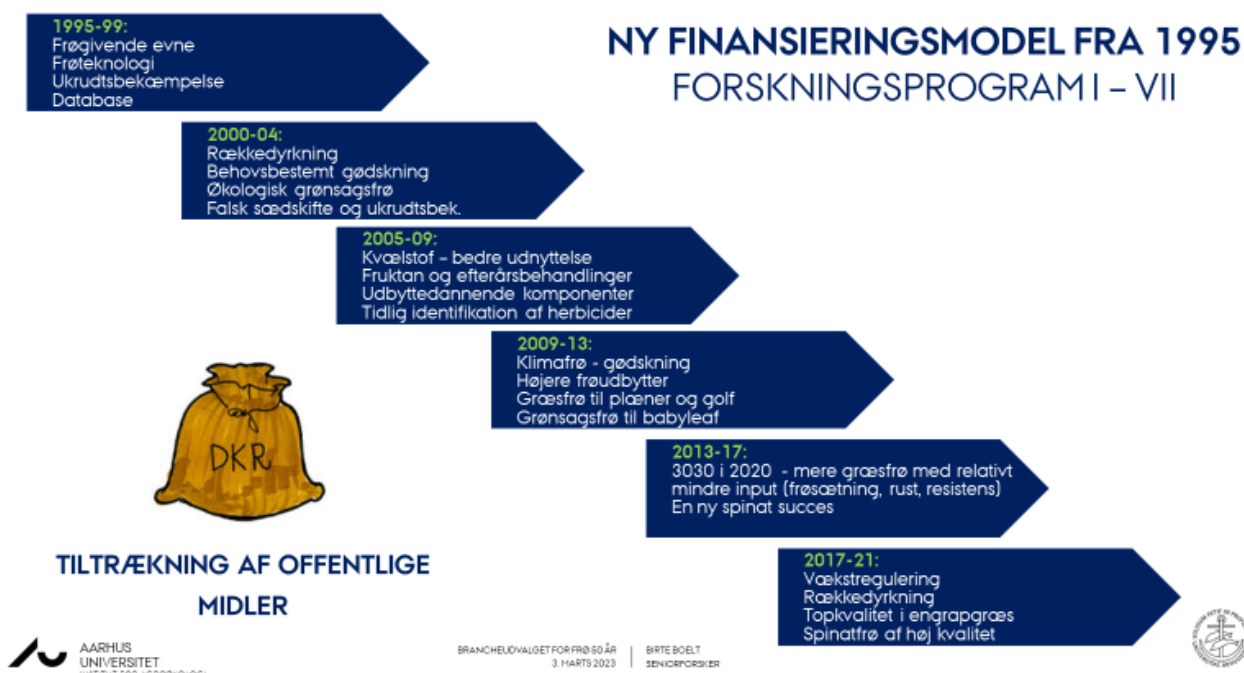 NY FINANSIERINGSMODEL FRA 1995
FORSKNINGSPROGRAM I – VII
1995-99:
Frøgivende evne
Frøteknologi
Ukrudtsbekæmpelse
Database
2000-04:
Rækkedyrkning
Behovsbestemt gødskning
Økologisk grønsagsfrø
Falsk sædskifte og ukrudtsbek.
2005-09:
Kvælstof – bedre udnyttelse
Fruktan og efterårsbehandlinger
Udbyttedannende komponenter
Tidlig identifikation af herbicider
2009-13:
Klimafrø - gødskning
Højere frøudbytter
Græsfrø til plæner og golf
Grønsagsfrø til babyleaf
2013-17:
3030 i 2020 - mere græsfrø med relativt
mindre input (frøsætning, rust, resistens)
En ny spinat succes
2017-21:
Vækstregulering
Rækkedyrkning
Topkvalitet i engrapgræs
Spinatfrø af høj kvalitet
DKR
TILTRÆKNING AF OFFENTLIGE
MIDLER
AARHUS
UNIVERSITET
BRANCHEUDVALGET FOR FRØ 50 ÅR
3. MARTS 2023
BIRTE BOELT
SENIORFORSKER